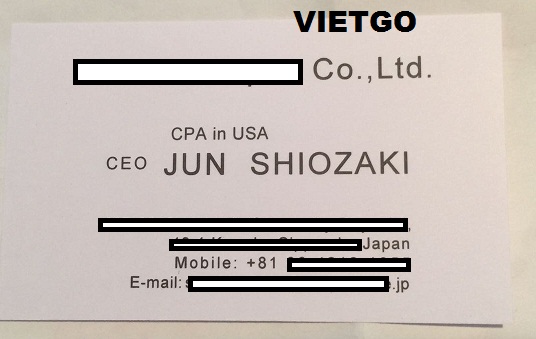 VIETGO
Co.,Ltd.
CPA in USA
CEO JUN SHIOZAKI
Japan
Mobile: +81
E-mail: .jp